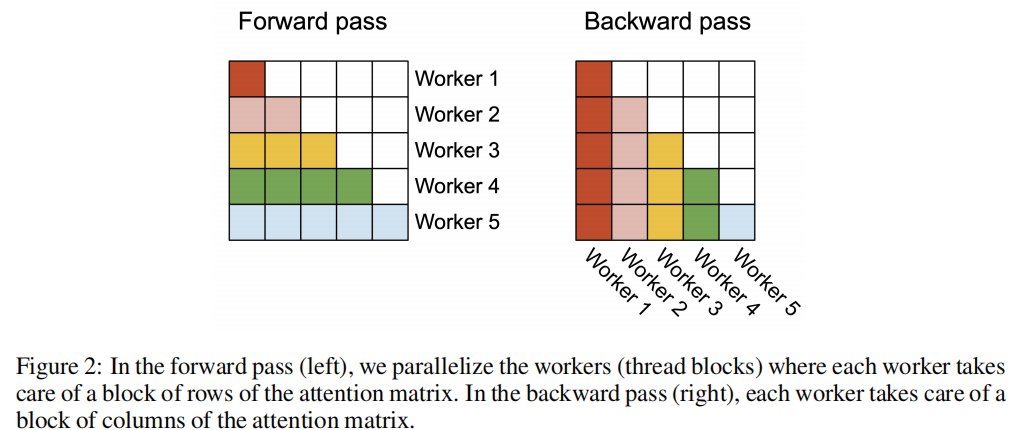 Forward pass
Backward pass
Worker 1
Worker 2
Worker 3
Worker 4
Worker 5
Worker 1
Worker 2
Worker 3
Worker 4
Worker 5
Figure 2: In the forward pass (left), we parallelize the workers (thread blocks) where each worker takes
care of a block of rows of the attention matrix. In the backward pass (right), each worker takes care of a
block of columns of the attention matrix.